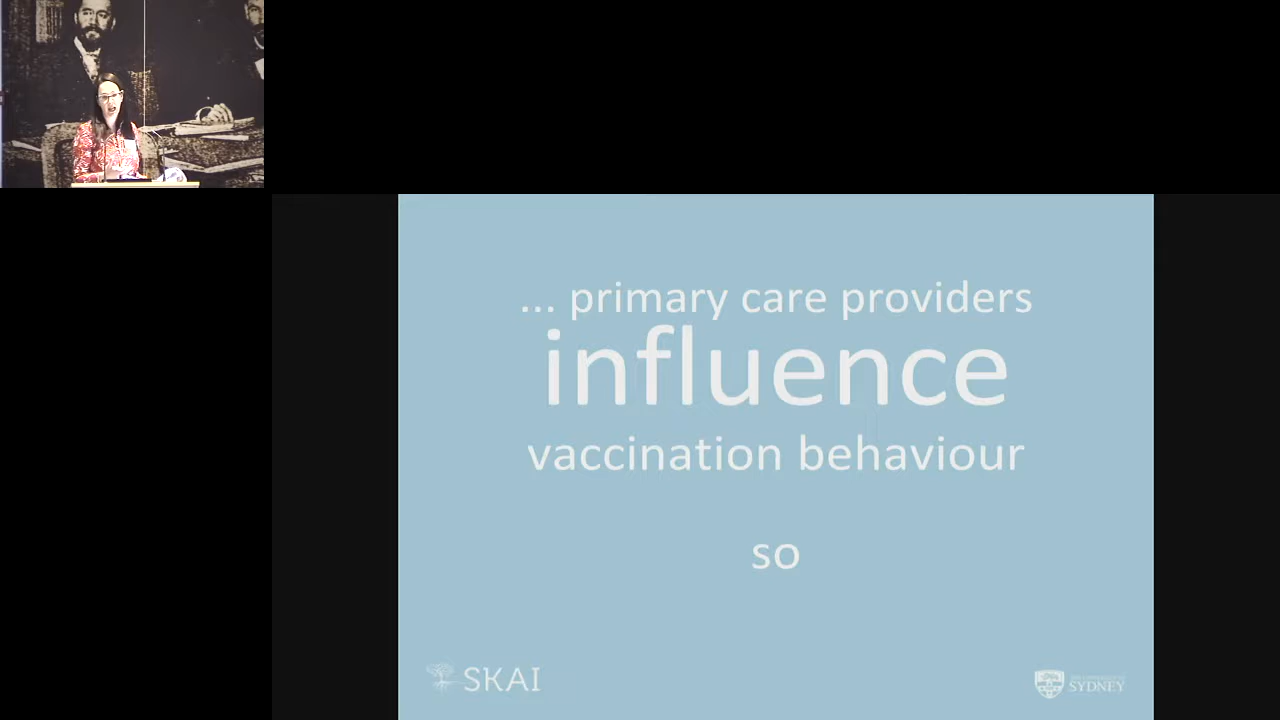 ... primary care providers
influence
vaccination behaviour
so
SKAI
SYDNEY